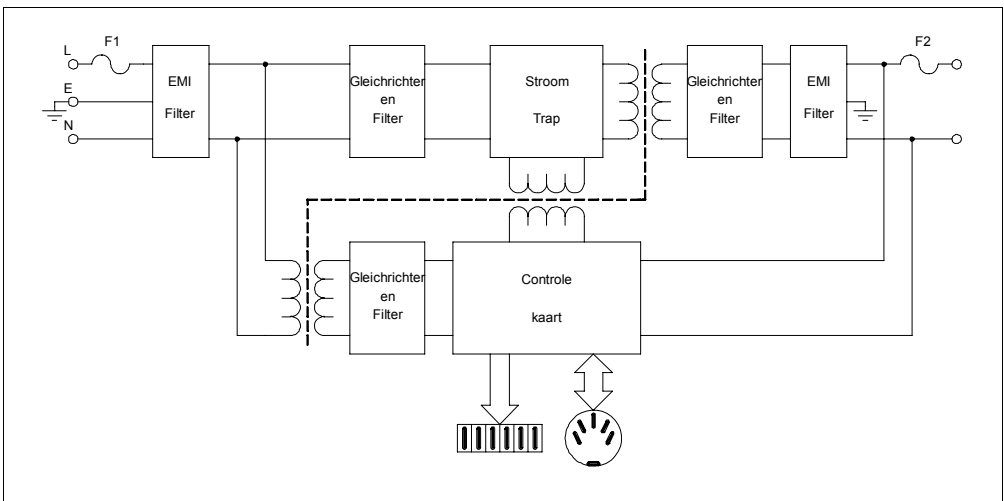 F1
F2
L
E
N
EMI
Filter
Gleichrichter
en
Filter
Stroom
Trap
Gleichrichter
en
Filter
EMI
Filter
Gleichrichter
en
Filter
Controle
kaart